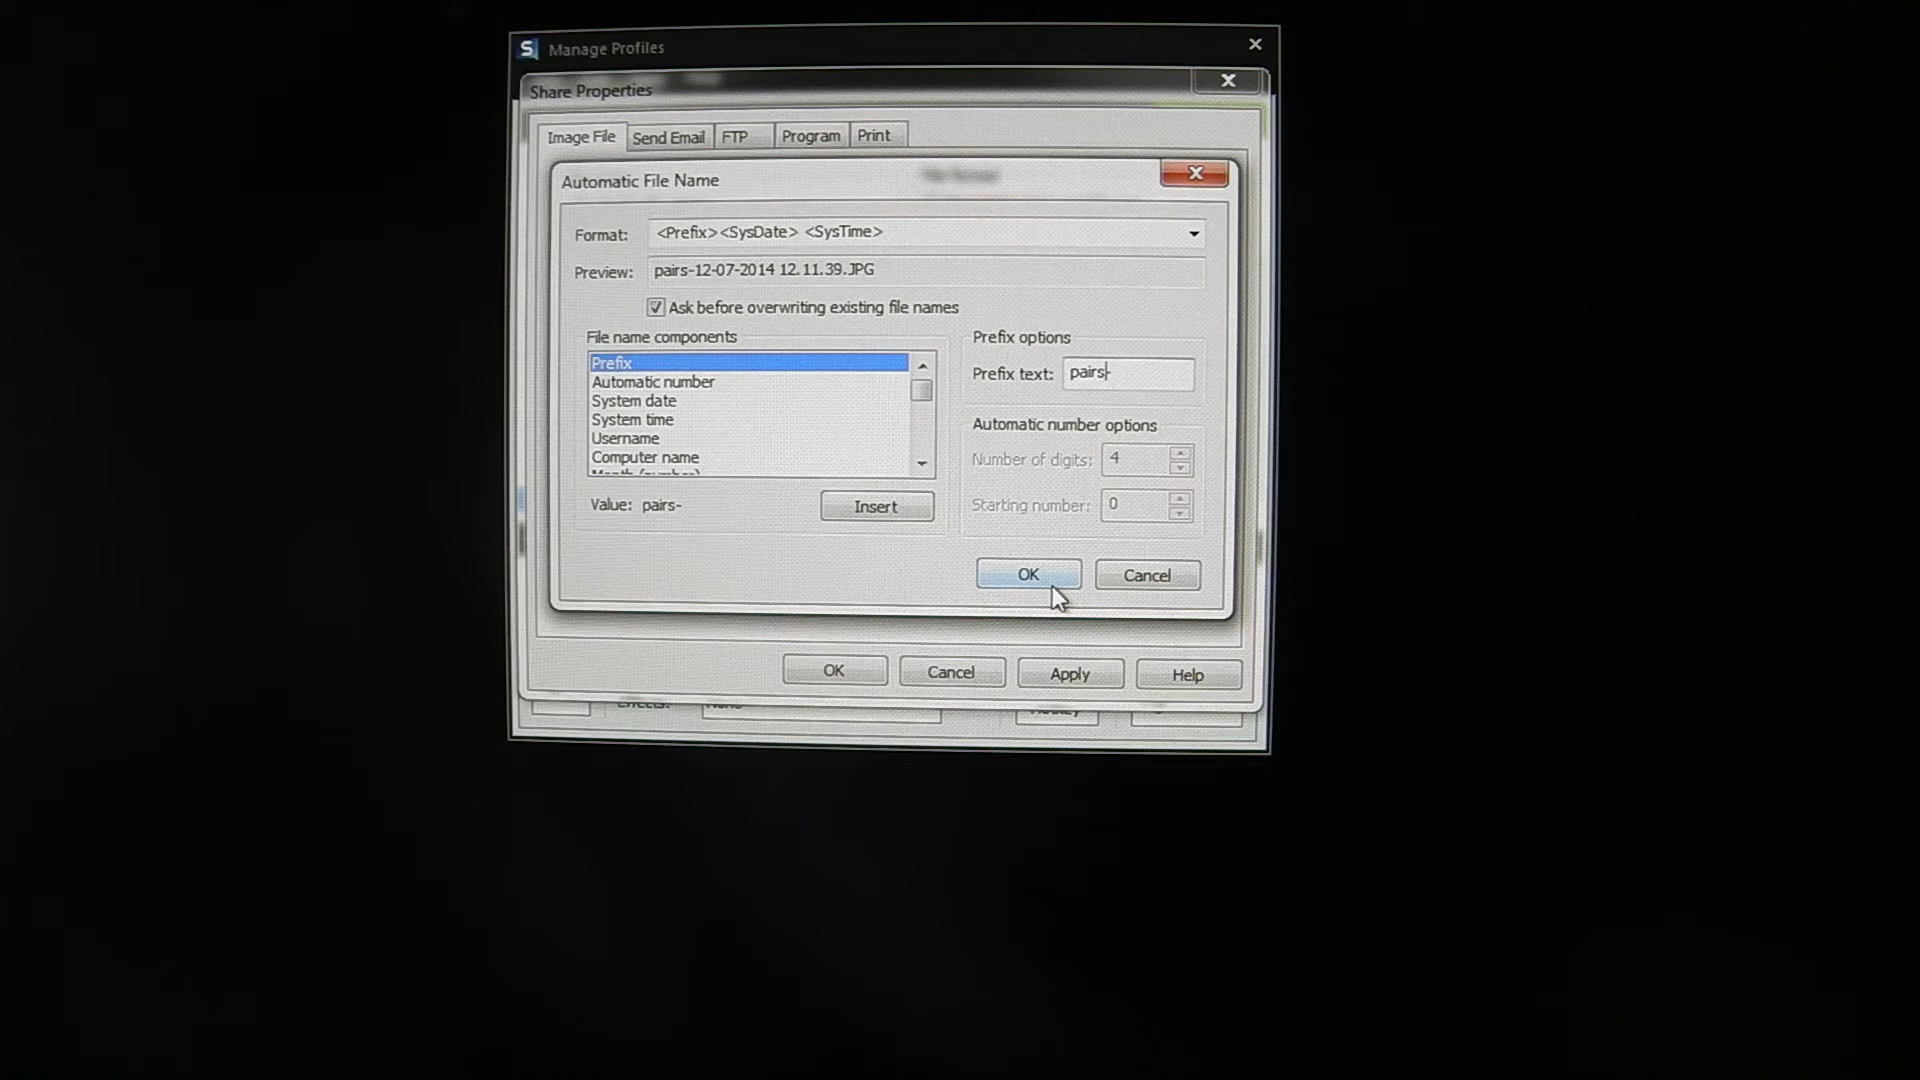 S Manage Profiles
Share Properties
Image File Send Email FTP Program Print
Automatic File Name
Format: <Prefix><SysDate> <SysTime>
Preview: pairs-12-07-2014 12.11.39.JPG
Ask before overwriting existing file names
File name components
Prefix
Automatic number
System date
System time
Username
Computer name
Value: pairs-
Insert
Prefix options
Prefix text: pairs-
Automatic number options
Number of digits: 4
Starting number: 0
OK Cancel
OK Cancel Apply Help